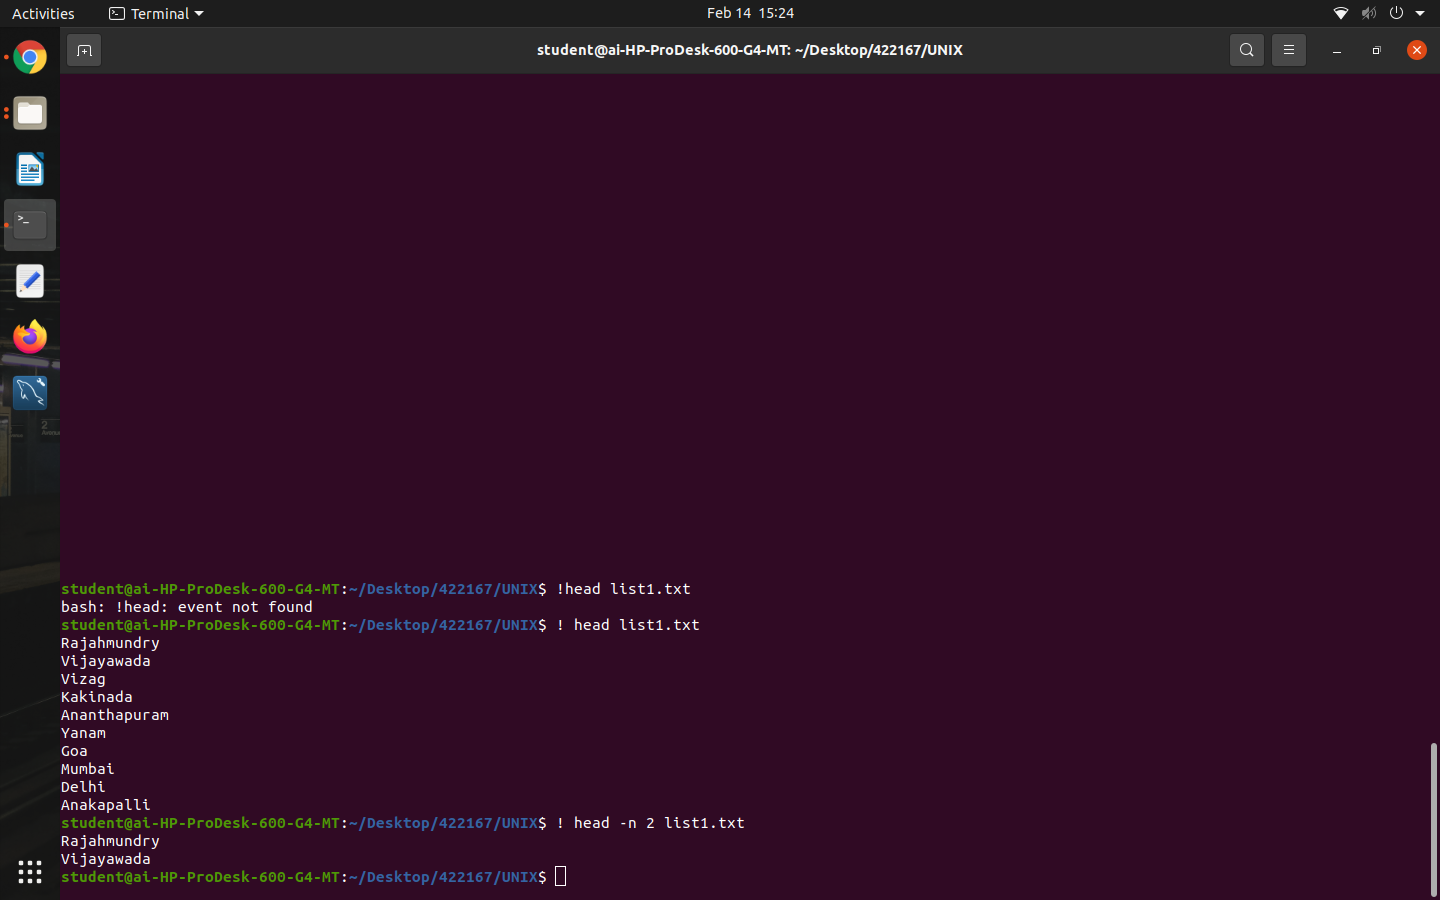 Activities Terminal Feb 14 15:24
student@ai-HP-ProDesk-600-G4-MT: ~/Desktop/422167/UNIX
student@ai-HP-ProDesk-600-G4-MT:~/Desktop/422167/UNIX$ !head list1.txt
bash: !head: event not found
student@ai-HP-ProDesk-600-G4-MT:~/Desktop/422167/UNIX$ ! head list1.txt
Rajahmundry
Vijayawada
Vizag
Kakinada
Ananthapuram
Yanam
Goa
Mumbai
Delhi
Anakapalli
student@ai-HP-ProDesk-600-G4-MT:~/Desktop/422167/UNIX$ ! head -n 2 list1.txt
Rajahmundry
Vijayawada
student@ai-HP-ProDesk-600-G4-MT:~/Desktop/422167/UNIX$